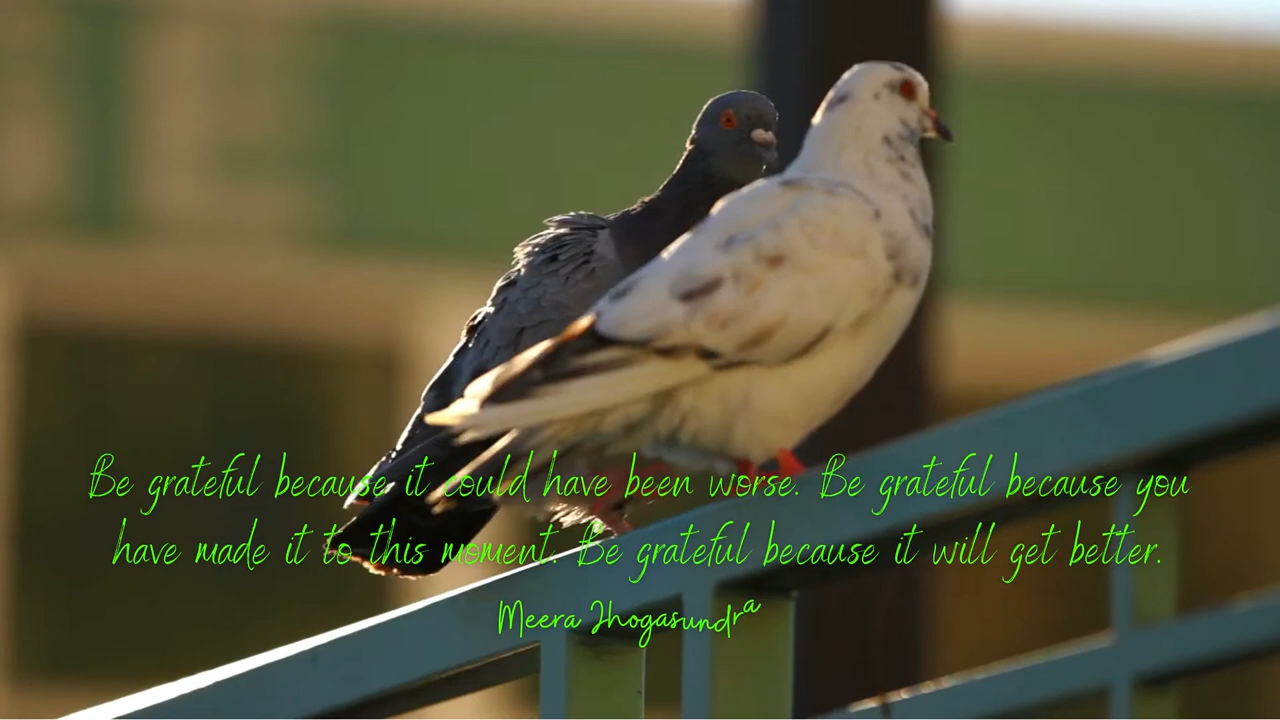 Be grateful because it could have been worse. Be grateful because you
have made it to this moment. Be grateful because it will get better.
Meera Jhogasundra